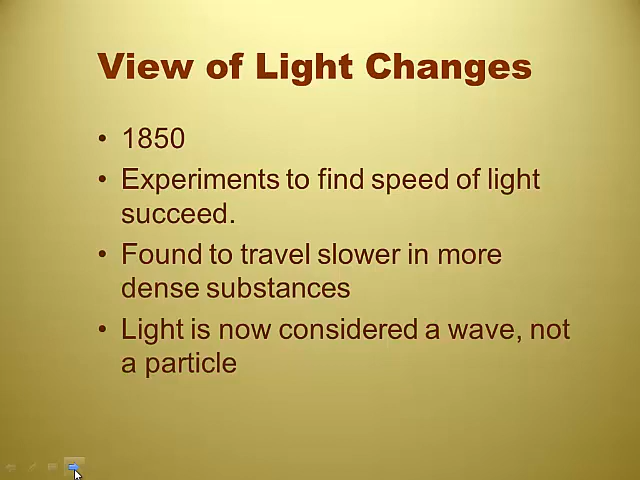 View of Light Changes
• 1850
• Experiments to find speed of light
succeed.
• Found to travel slower in more
dense substances
• Light is now considered a wave, not
a particle